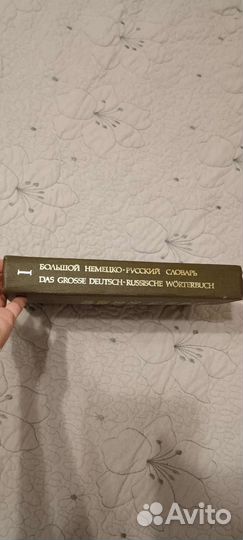 I
БОЛЬШОЙ НЕМЕЦКО-РУССКИЙ СЛОВАРЬ
DAS GROSSE DEUTSCH-RUSSISCHE WÖRTERBUCH
Avito